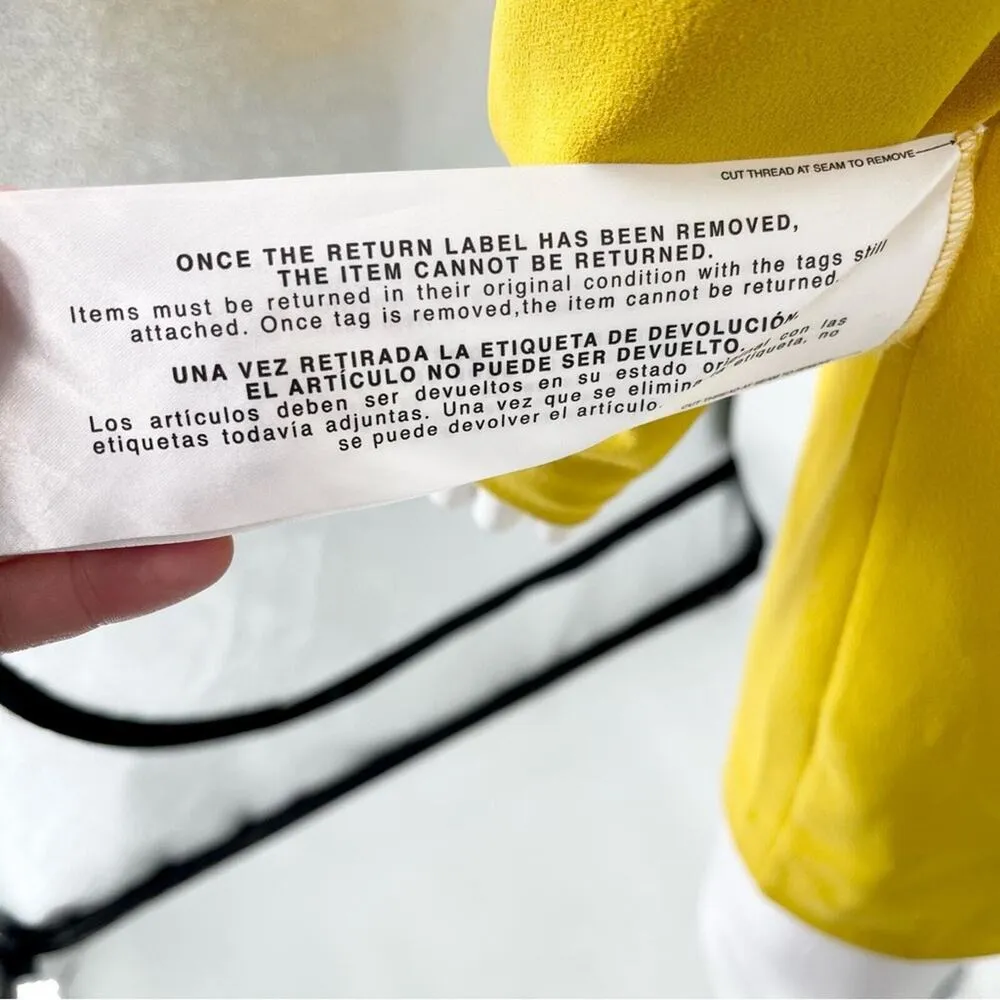 CUT THREAD AT SEAM TO REMOVE
ONCE THE RETURN LABEL HAS BEEN REMOVED,
THE ITEM CANNOT BE RETURNED.
Items must be returned in their original condition with the tags still
attached. Once tag is removed,the item cannot be returned.
UNA VEZ RETIRADA LA ETIQUETA DE DEVOLUCIÓN,
EL ARTÍCULO NO PUEDE SER DEVUELTO.
Los artículos deben ser devueltos en su estado original con las
etiquetas todavía adjuntas. Una vez que se elimine etiqueta, no
se puede devolver el artículo.